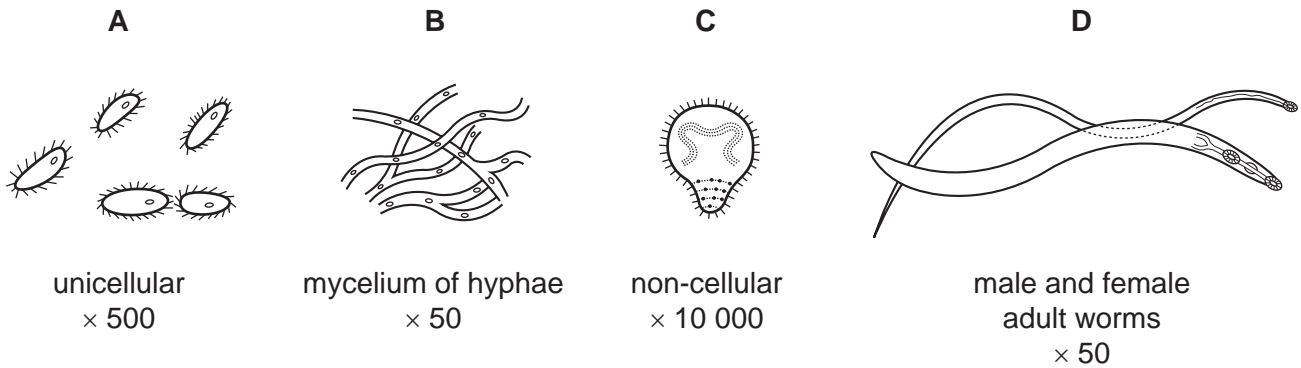 A
B
C
D
unicellular
× 500
mycelium of hyphae
× 50
non-cellular
× 10 000
male and female
adult worms
× 50